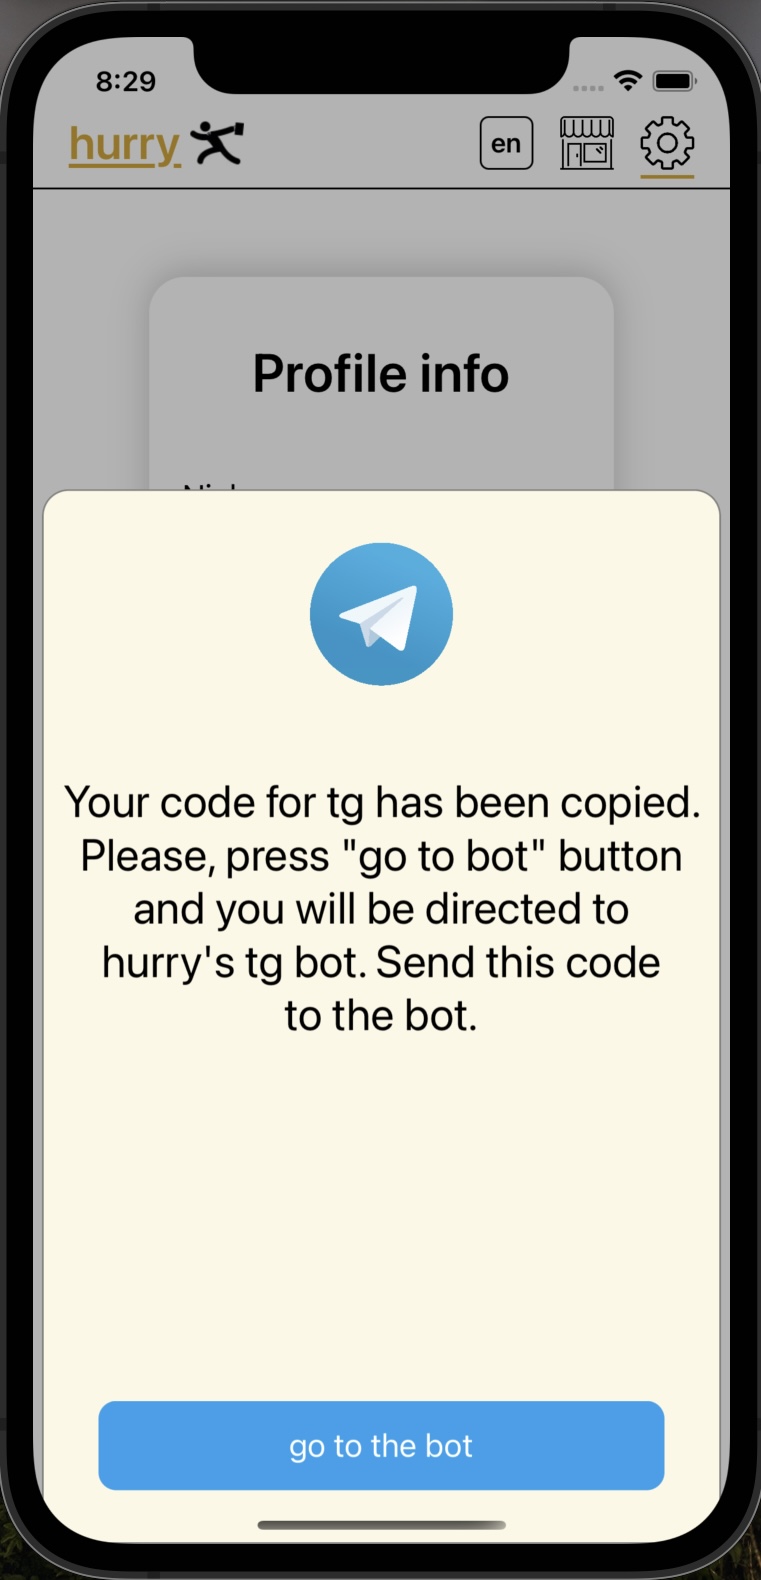 8:29
hurry
en
Profile info
Your code for tg has been copied.
Please, press "go to bot" button
and you will be directed to
hurry's tg bot. Send this code
to the bot.
go to the bot